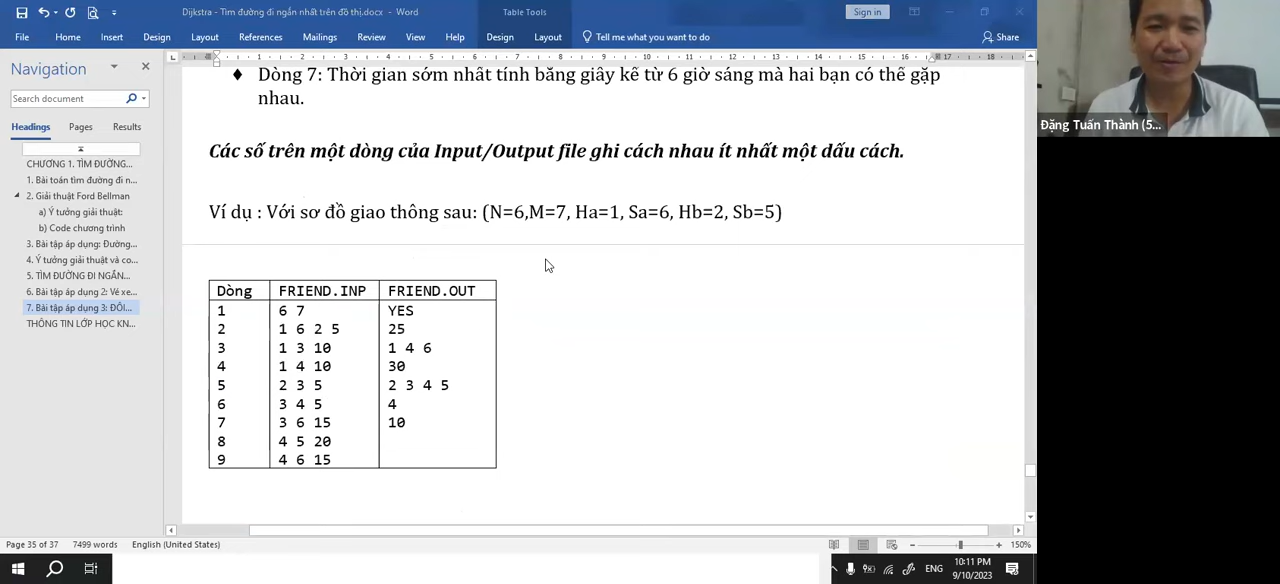 Dijkstra - Tìm đường đi ngắn nhất trên đồ thị.docx - Word
Table Tools
Sign in
File Home Insert Design Layout References Mailings Review View Help Design Layout Tell me what you want to do Share
Navigation
Search document
Headings Pages Results
CHƯƠNG 1. TÌM ĐƯỜNG...
1. Bài toán tìm đường đi n...
2. Giải thuật Ford Bellman
a) Ý tưởng giải thuật:
b) Code chương trình
3. Bài tập áp dụng: Đường...
4. Ý tưởng giải thuật và co...
5. TÌM ĐƯỜNG ĐI NGẮN...
6. Bài tập áp dụng 2: Vé xe...
7. Bài tập áp dụng 3: ĐÔI...
THÔNG TIN LỚP HỌC KN...
♦ Dòng 7: Thời gian sớm nhất tính bằng giây kể từ 6 giờ sáng mà hai bạn có thể gặp
nhau.
Các số trên một dòng của Input/Output file ghi cách nhau ít nhất một dấu cách.
Ví dụ : Với sơ đồ giao thông sau: (N=6,M=7, Ha=1, Sa=6, Hb=2, Sb=5)
Dòng FRIEND.INP FRIEND.OUT
1 6 7 YES
2 1 6 2 5 25
3 1 3 10 1 4 6
4 1 4 10 30
5 2 3 5 2 3 4 5
6 3 4 5 4
7 3 6 15 10
8 4 5 20
9 4 6 15
Đặng Tuấn Thành (5...
Page 35 of 37 7499 words English (United States) 150%
ENG
10:11 PM
9/10/2023